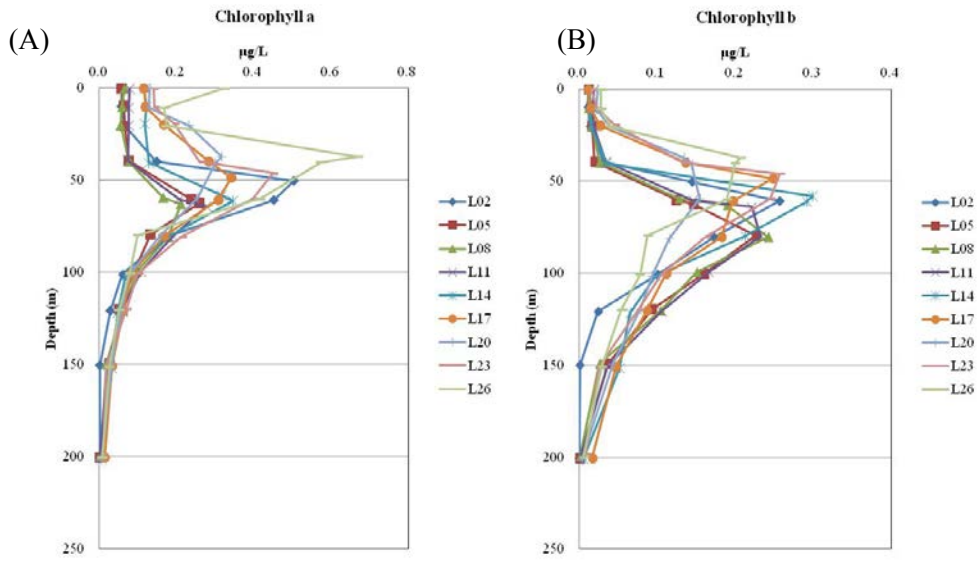 (A)
Chlorophyll a
µg/L
0.0 0.2 0.4 0.6 0.8
0
50
100
150
200
250
Depth (m)
L02
L05
L08
L11
L14
L17
L20
L23
L26
(B)
Chlorophyll b
µg/L
0.0 0.1 0.2 0.3 0.4
0
50
100
150
200
250
Depth (m)
L02
L05
L08
L11
L14
L17
L20
L23
L26